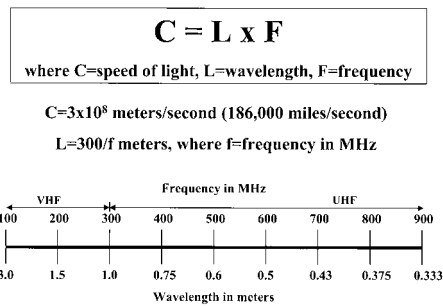 C = L x F
where C=speed of light, L=wavelength, F=frequency
C=3x10⁸ meters/second (186,000 miles/second)
L=300/f meters, where f=frequency in MHz
Frequency in MHz
VHF UHF
100 200 300 400 500 600 700 800 900
3.0 1.5 1.0 0.75 0.6 0.5 0.43 0.375 0.333
Wavelength in meters